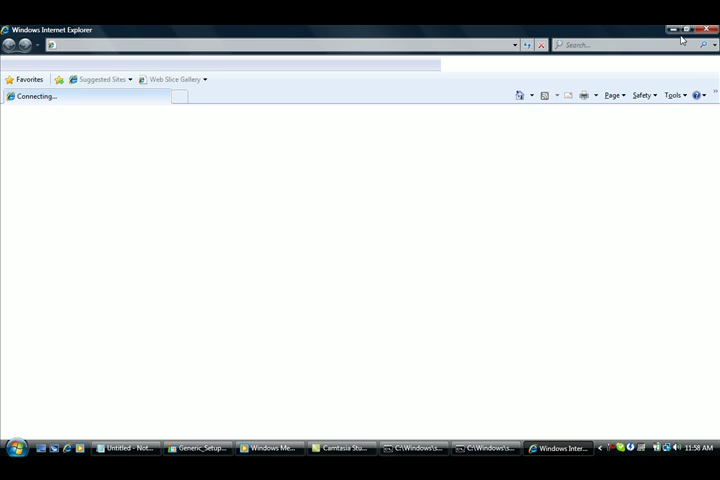 Windows Internet Explorer
Search...
Favorites
Suggested Sites
Web Slice Gallery
Connecting...
Page
Safety
Tools
Untitled - Not...
Generic_Setup...
Windows Me...
Camtasia Stu...
C:\Windows\s...
C:\Windows\s...
Windows Inter...
11:58 AM